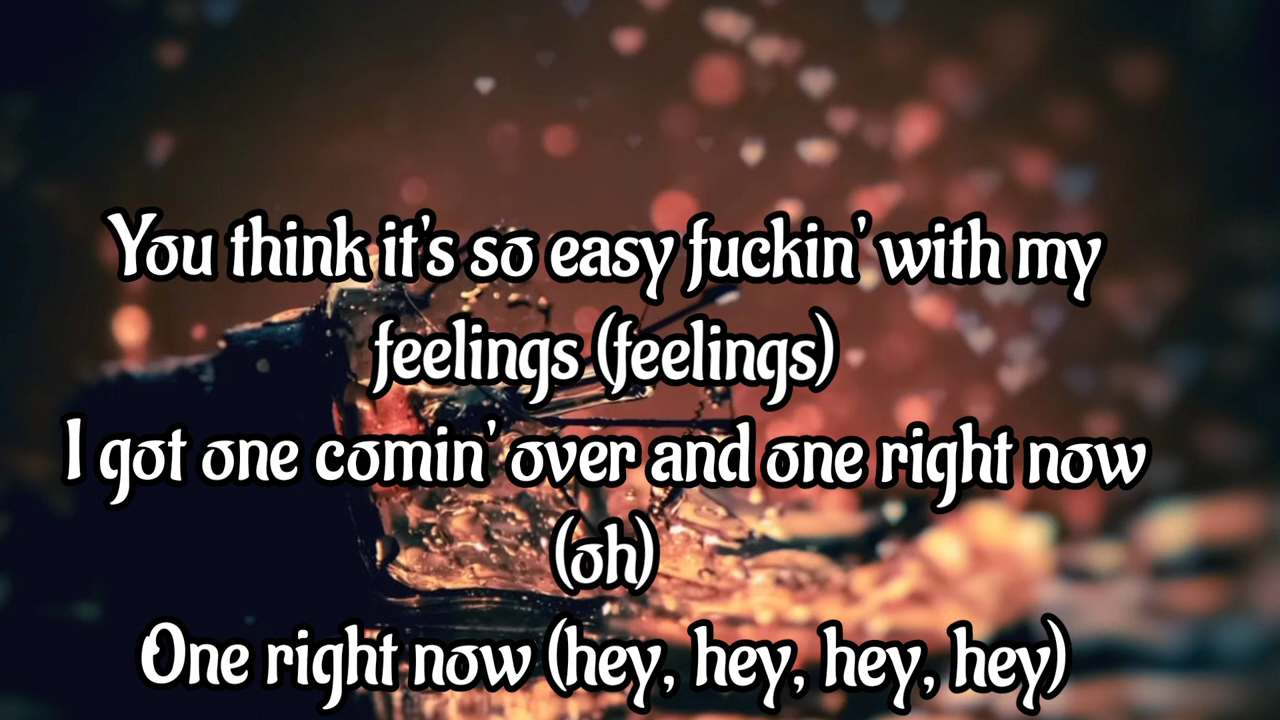 You think it's so easy fuckin' with my
feelings (feelings)
I got one comin' over and one right now
(oh)
One right now (hey, hey, hey, hey)